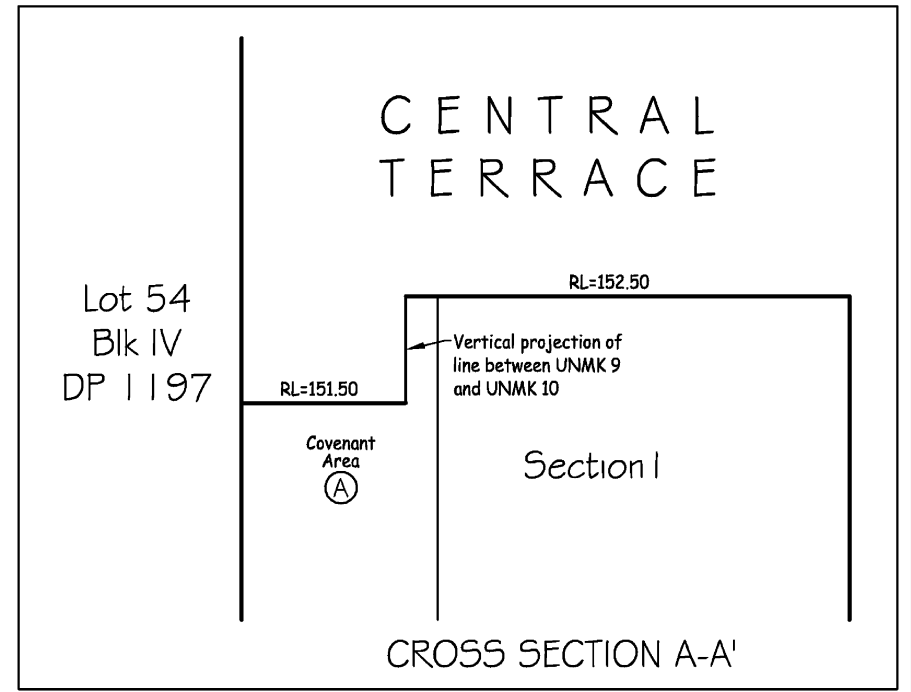 CENTRAL
TERRACE
RL=152.50
Lot 54
Blk IV
DP 1197
Vertical projection of
line between UNMK 9
and UNMK 10
RL=151.50
Covenant
Area
A
Section 1
CROSS SECTION A-A'